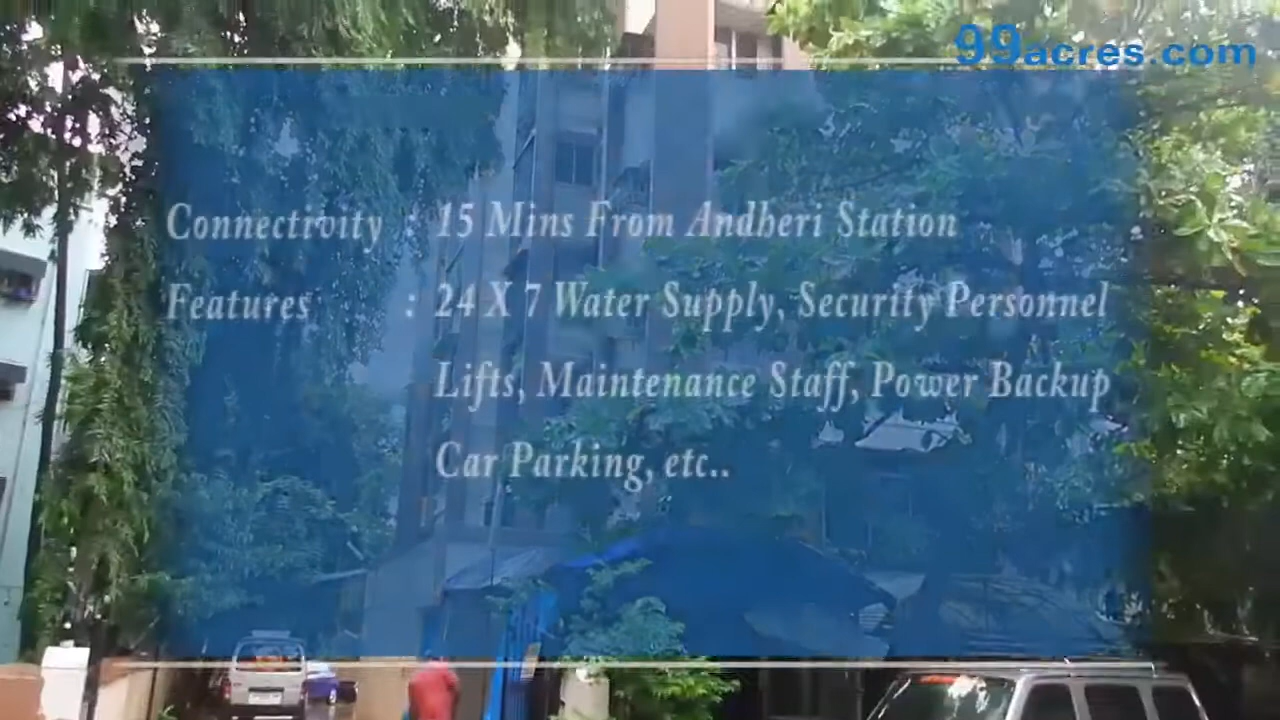 99acres.com
Connectivity : 15 Mins From Andheri Station
Features : 24 X 7 Water Supply, Security Personnel
Lifts, Maintenance Staff, Power Backup
Car Parking, etc..